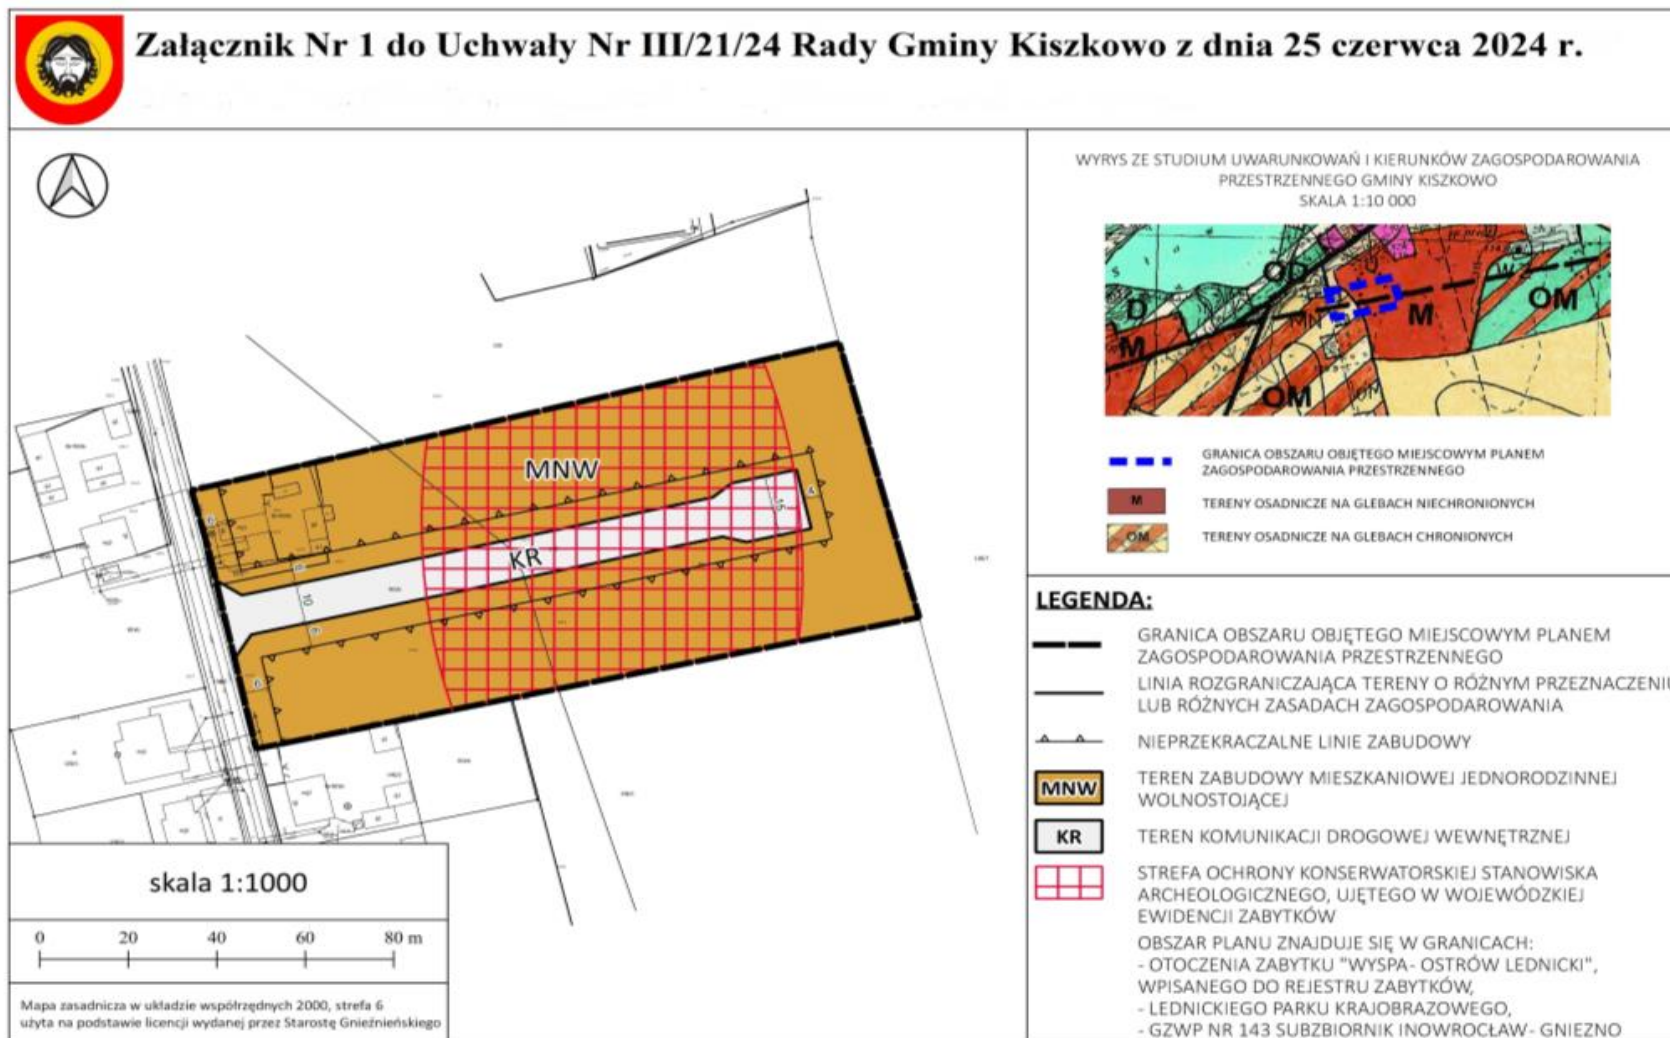 Załącznik Nr 1 do Uchwały Nr III/21/24 Rady Gminy Kiszkowo z dnia 25 czerwca 2024 r.
WYRYS ZE STUDIUM UWARUNKOWAŃ I KIERUNKÓW ZAGOSPODAROWANIA
PRZESTRZENNEGO GMINY KISZKOWO
SKALA 1:10 000
OD
D
M
MN
M
OM
OM
GRANICA OBSZARU OBJĘTEGO MIEJSCOWYM PLANEM
ZAGOSPODAROWANIA PRZESTRZENNEGO
M TERENY OSADNICZE NA GLEBACH NIECHRONIONYCH
OM TERENY OSADNICZE NA GLEBACH CHRONIONYCH
MNW
KR
10
6
6
15
LEGENDA:
GRANICA OBSZARU OBJĘTEGO MIEJSCOWYM PLANEM
ZAGOSPODAROWANIA PRZESTRZENNEGO
LINIA ROZGRANICZAJĄCA TERENY O RÓŻNYM PRZEZNACZENIU
LUB RÓŻNYCH ZASADACH ZAGOSPODAROWANIA
NIEPRZEKRACZALNE LINIE ZABUDOWY
MNW TEREN ZABUDOWY MIESZKANIOWEJ JEDNORODZINNEJ
WOLNOSTOJĄCEJ
KR TEREN KOMUNIKACJI DROGOWEJ WEWNĘTRZNEJ
STREFA OCHRONY KONSERWATORSKIEJ STANOWISKA
ARCHEOLOGICZNEGO, UJĘTEGO W WOJEWÓDZKIEJ
EWIDENCJI ZABYTKÓW
OBSZAR PLANU ZNAJDUJE SIĘ W GRANICACH:
- OTOCZENIA ZABYTKU "WYSPA- OSTRÓW LEDNICKI",
WPISANEGO DO REJESTRU ZABYTKÓW,
- LEDNICKIEGO PARKU KRAJOBRAZOWEGO,
- GZWP NR 143 SUBZBIORNIK INOWROCŁAW- GNIEZNO
skala 1:1000
0 20 40 60 80 m
Mapa zasadnicza w układzie współrzędnych 2000, strefa 6
użyta na podstawie licencji wydanej przez Starostę Gnieźnieńskiego